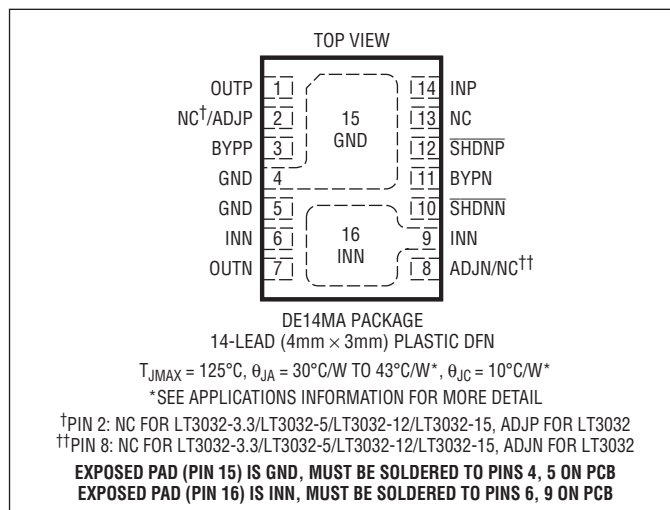 TOP VIEW
OUTP 1 14 INP
NC†/ADJP 2 15 13 NC
BYPP 3 GND 12 SHDNP
GND 4 11 BYPN
GND 5 10 SHDNN
INN 6 16 9 INN
OUTN 7 INN 8 ADJN/NC††
DE14MA PACKAGE
14-LEAD (4mm × 3mm) PLASTIC DFN
TJMAX = 125°C, θJA = 30°C/W TO 43°C/W*, θJC = 10°C/W*
*SEE APPLICATIONS INFORMATION FOR MORE DETAIL
†PIN 2: NC FOR LT3032-3.3/LT3032-5/LT3032-12/LT3032-15, ADJP FOR LT3032
††PIN 8: NC FOR LT3032-3.3/LT3032-5/LT3032-12/LT3032-15, ADJN FOR LT3032
EXPOSED PAD (PIN 15) IS GND, MUST BE SOLDERED TO PINS 4, 5 ON PCB
EXPOSED PAD (PIN 16) IS INN, MUST BE SOLDERED TO PINS 6, 9 ON PCB